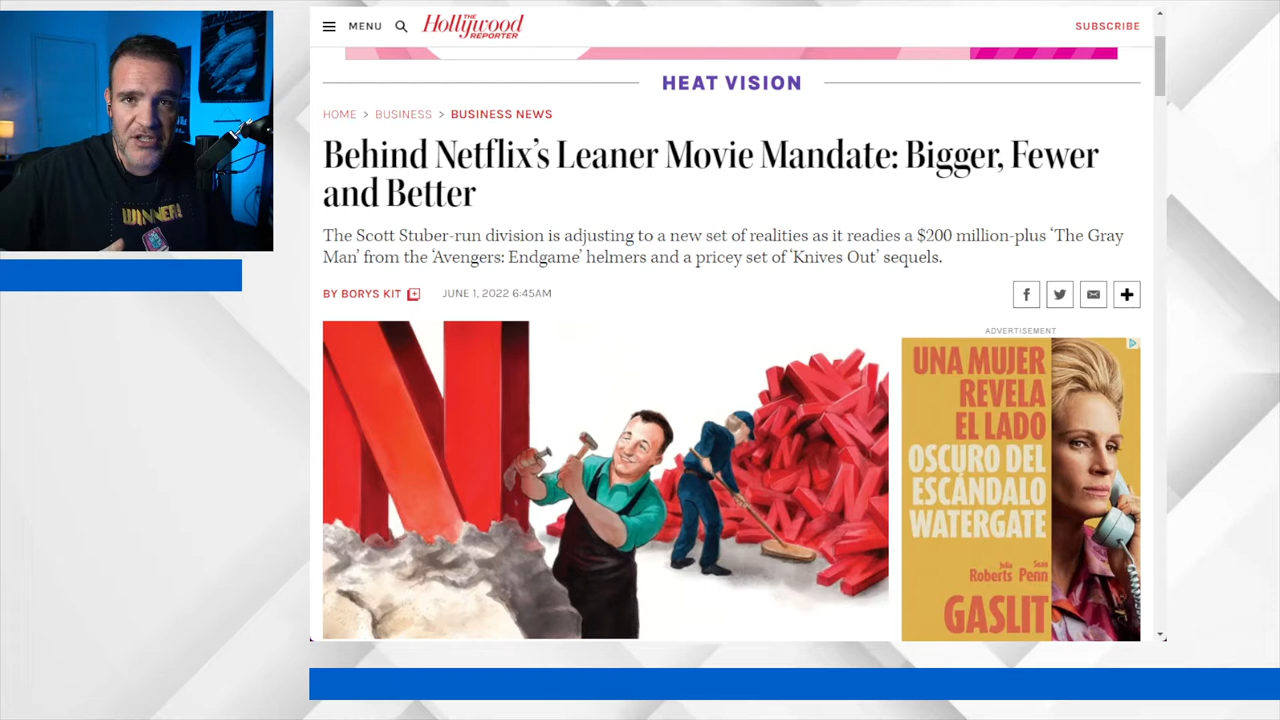 MENU
THE
Hollywood
REPORTER
SUBSCRIBE
HEAT VISION
HOME > BUSINESS > BUSINESS NEWS
Behind Netflix’s Leaner Movie Mandate: Bigger, Fewer
and Better
The Scott Stuber-run division is adjusting to a new set of realities as it readies a $200 million-plus ‘The Gray
Man’ from the ‘Avengers: Endgame’ helmers and a pricey set of ‘Knives Out’ sequels.
BY BORYS KIT
JUNE 1, 2022 6:45AM
ADVERTISEMENT
UNA MUJER
REVELA
EL LADO
OSCURO DEL
ESCÁNDALO
WATERGATE
Julia Roberts
Sean Penn
GASLIT
WINNER!